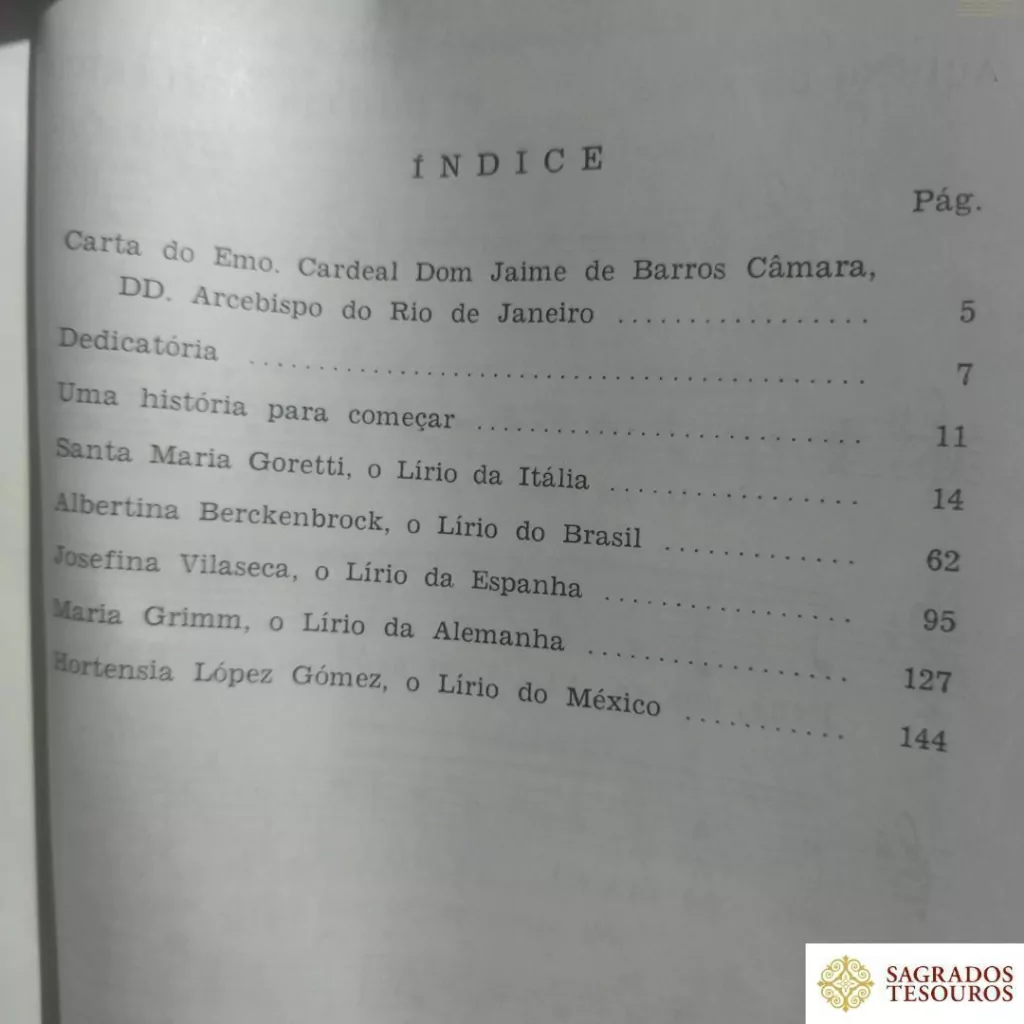 ÍNDICE
Pág.
Carta do Emo. Cardeal Dom Jaime de Barros Câmara,
DD. Arcebispo do Rio de Janeiro ................. 5
Dedicatória ........................................ 7
Uma história para começar .......................... 11
Santa Maria Goretti, o Lírio da Itália ................. 14
Albertina Berckenbrock, o Lírio do Brasil ............. 62
Josefina Vilaseca, o Lírio da Espanha ................. 95
Maria Grimm, o Lírio da Alemanha .................. 127
Hortensia López Gómez, o Lírio do México ........... 144
SAGRADOS
TESOUROS